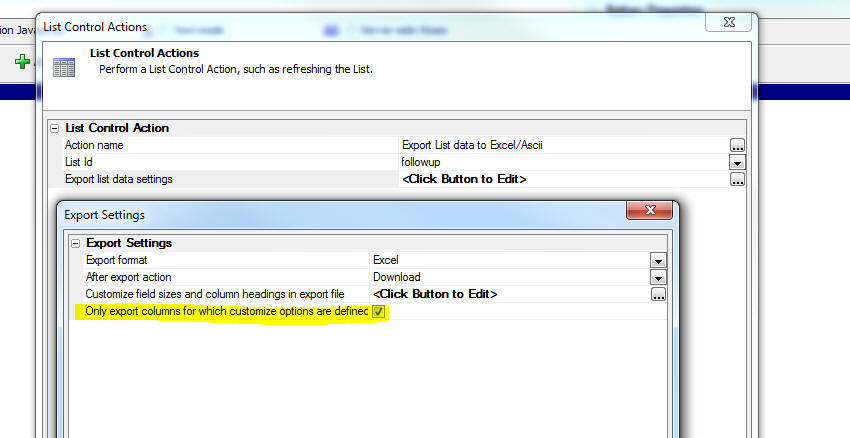 List Control Actions
ion Java
List Control Actions
Perform a List Control Action, such as refreshing the List.
List Control Action
Action name Export List data to Excel/Ascii ...
List Id followup
Export list data settings <Click Button to Edit> ...
Export Settings
Export Settings
Export format Excel
After export action Download
Customize field sizes and column headings in export file <Click Button to Edit> ...
Only export columns for which customize options are defined